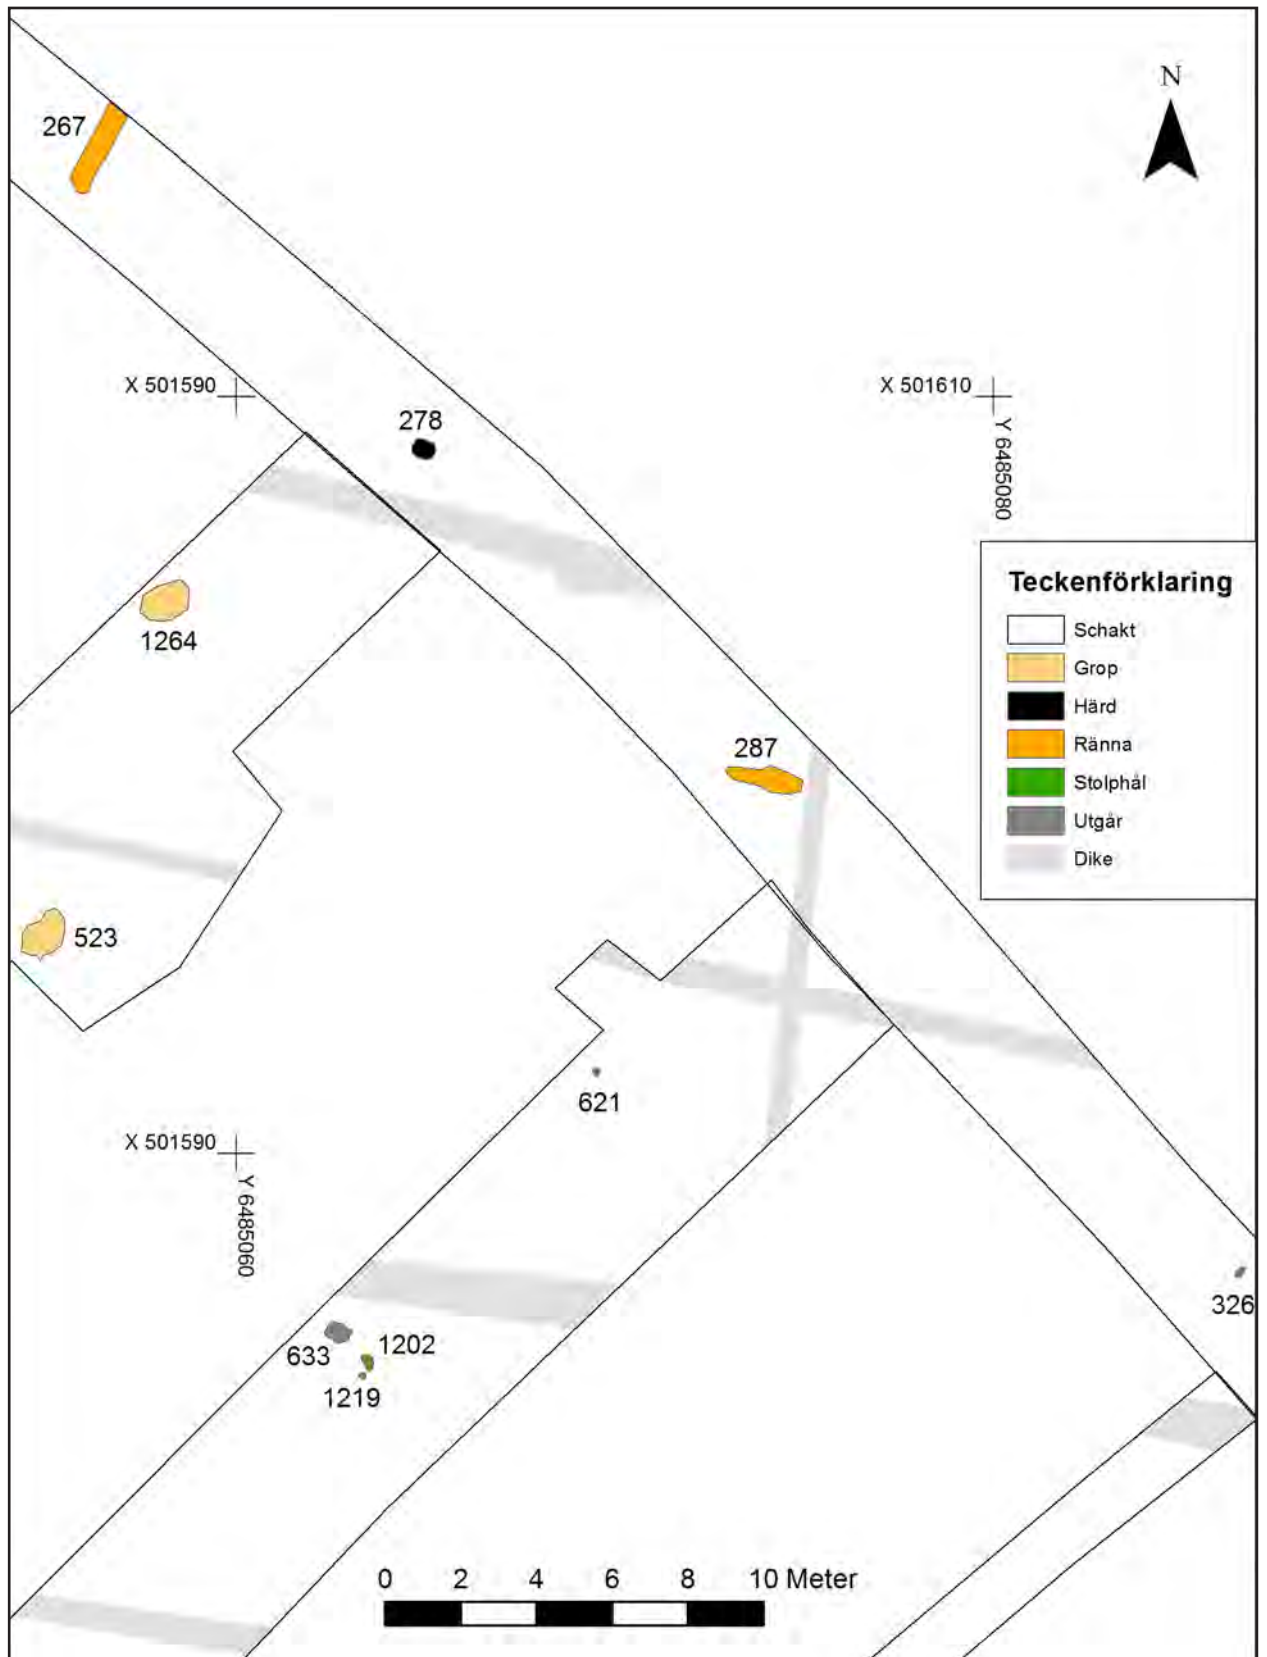 N
267
X 501590
X 501610
278
Y 6485080
Teckenförklaring
Schakt
Grop
Härd
Ränna
Stolphål
Utgår
Dike
1264
287
523
621
X 501590
Y 6485060
326
633
1202
1219
0 2 4 6 8 10 Meter